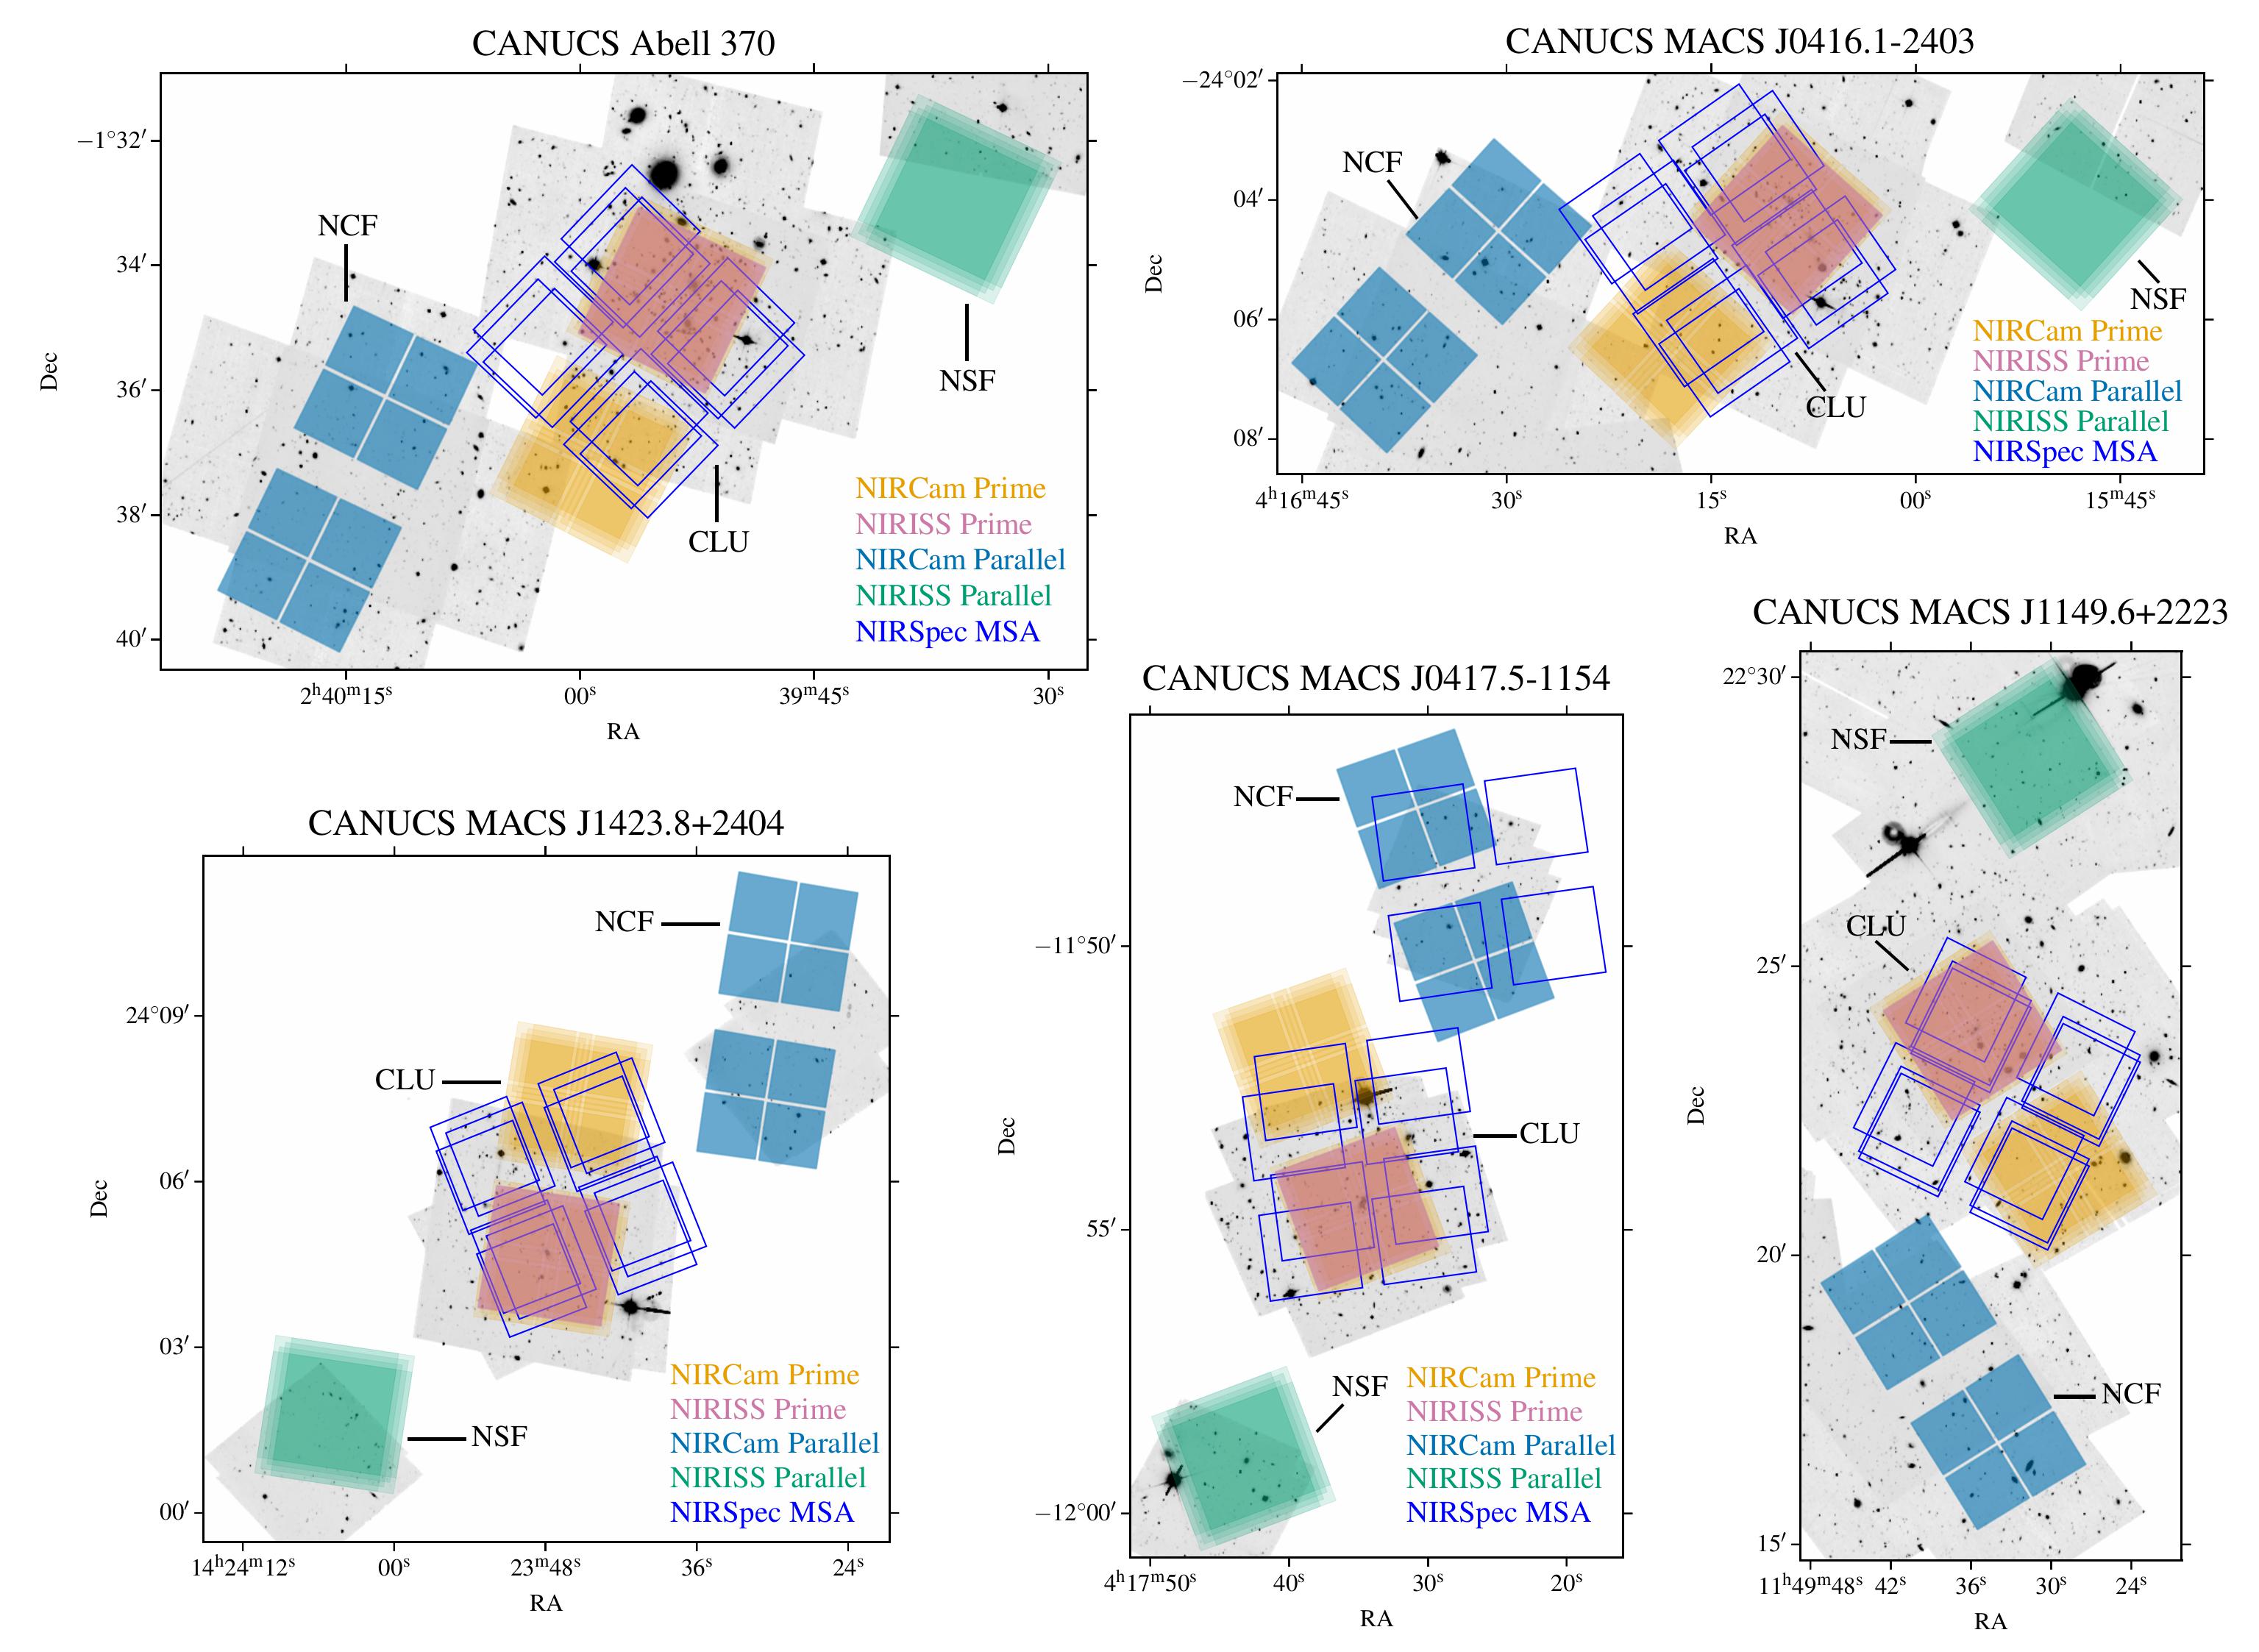 CANUCS Abell 370
−1°32′
34′
36′
38′
40′
Dec
NCF
NSF
CLU
NIRCam Prime
NIRISS Prime
NIRCam Parallel
NIRISS Parallel
NIRSpec MSA
2ʰ40ᵐ15ˢ
00ˢ
39ᵐ45ˢ
30ˢ
RA
CANUCS MACS J0416.1-2403
−24°02′
04′
06′
08′
Dec
NCF
NSF
CLU
NIRCam Prime
NIRISS Prime
NIRCam Parallel
NIRISS Parallel
NIRSpec MSA
4ʰ16ᵐ45ˢ
30ˢ
15ˢ
00ˢ
15ᵐ45ˢ
RA
CANUCS MACS J1423.8+2404
24°09′
06′
03′
00′
Dec
NCF
CLU
NSF
NIRCam Prime
NIRISS Prime
NIRCam Parallel
NIRISS Parallel
NIRSpec MSA
14ʰ24ᵐ12ˢ
00ˢ
23ᵐ48ˢ
36ˢ
24ˢ
RA
CANUCS MACS J0417.5-1154
−11°50′
55′
−12°00′
Dec
NCF
CLU
NSF
NIRCam Prime
NIRISS Prime
NIRCam Parallel
NIRISS Parallel
NIRSpec MSA
4ʰ17ᵐ50ˢ
40ˢ
30ˢ
20ˢ
RA
CANUCS MACS J1149.6+2223
22°30′
25′
20′
15′
Dec
NSF
CLU
NCF
11ʰ49ᵐ48ˢ
42ˢ
36ˢ
30ˢ
24ˢ
RA